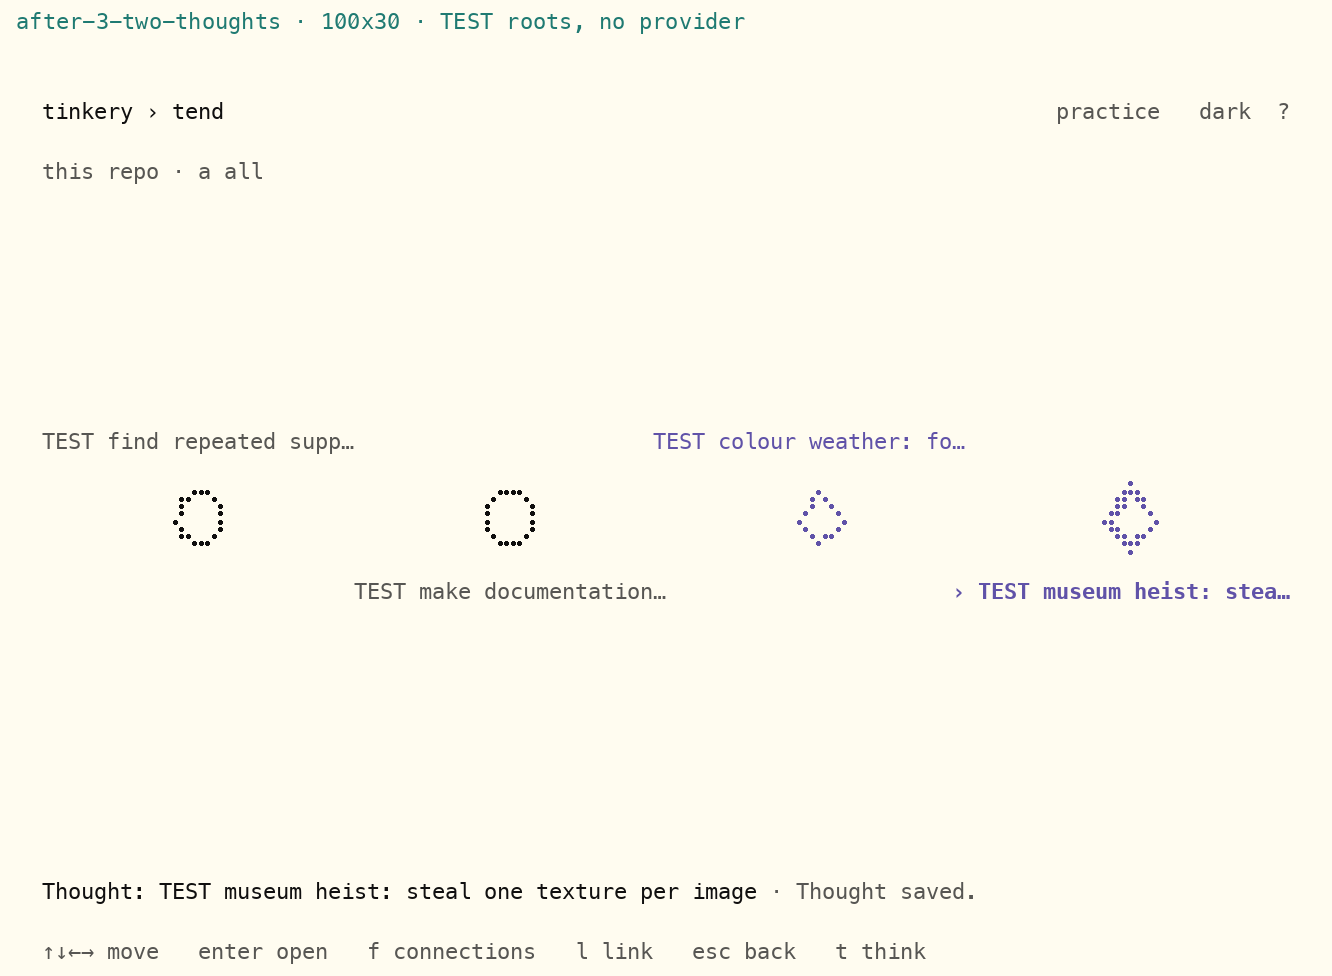 after-3-two-thoughts · 100x30 · TEST roots, no provider
tinkery › tend practice dark ?
this repo · a all
TEST find repeated supp… TEST colour weather: fo…
TEST make documentation… › TEST museum heist: stea…
Thought: TEST museum heist: steal one texture per image · Thought saved.
↑↓←→ move enter open f connections l link esc back t think